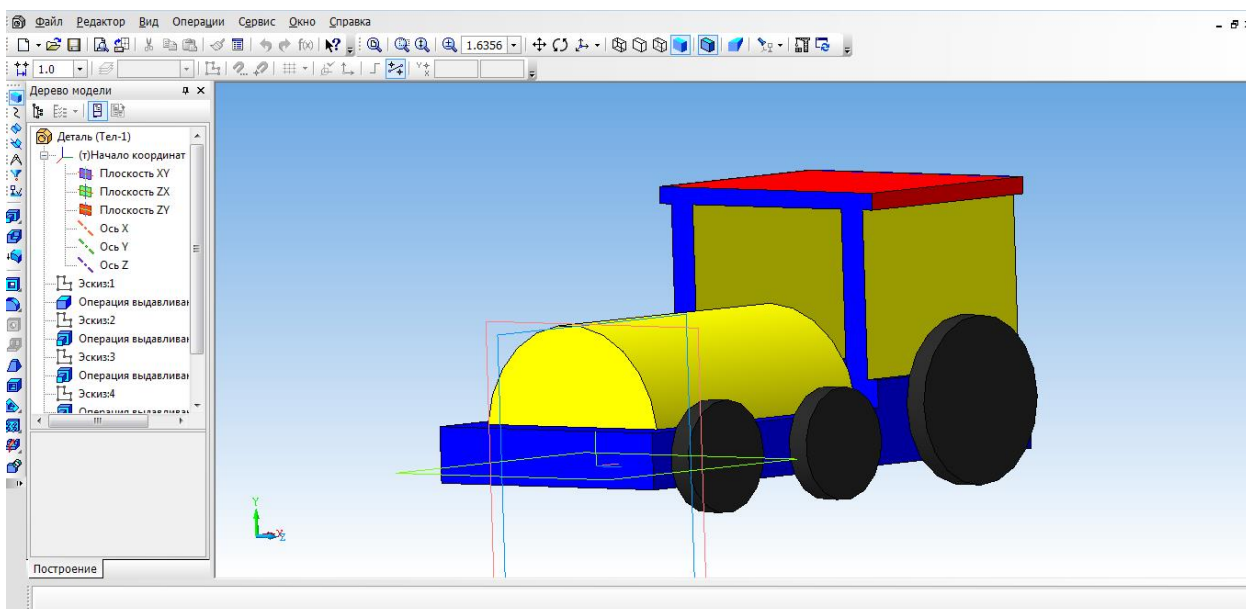 Файл Редактор Вид Операции Сервис Окно Справка
1.6356
1.0
Дерево модели
Деталь (Тел-1)
(т)Начало координат
Плоскость XY
Плоскость ZX
Плоскость ZY
Ось X
Ось Y
Ось Z
Эскиз:1
Операция выдавливан
Эскиз:2
Операция выдавливан
Эскиз:3
Операция выдавливан
Эскиз:4
Операция выдавливан
Y
X
Z
Построение